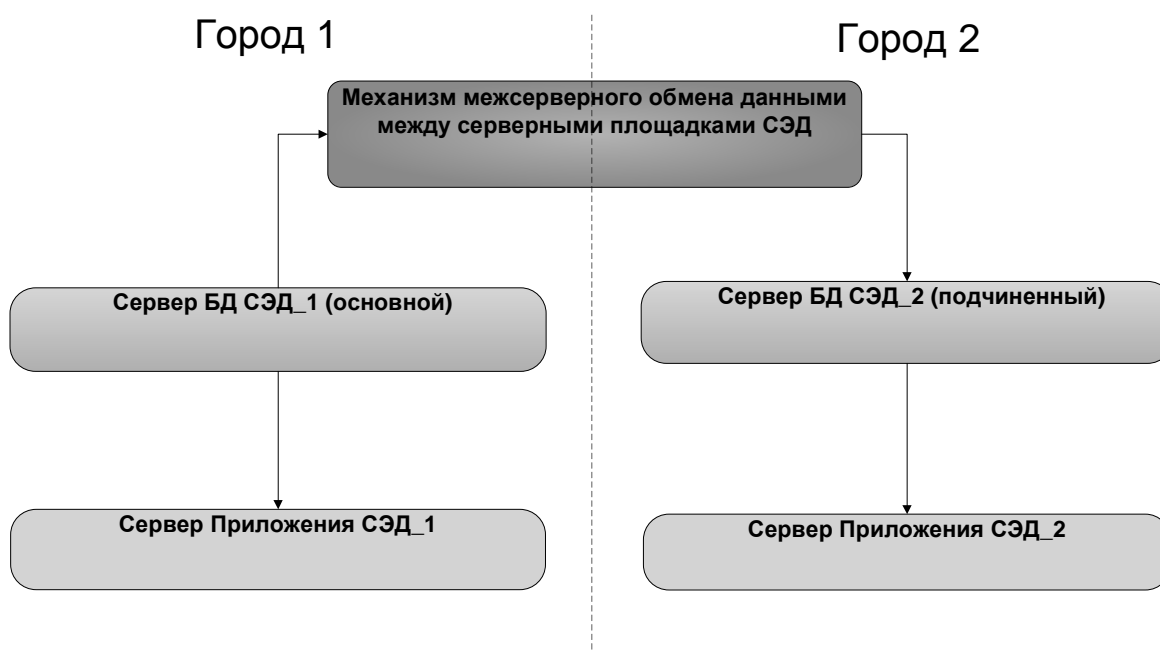 Город 1
Город 2
Механизм межсерверного обмена данными
между серверными площадками СЭД
Сервер БД СЭД_1 (основной)
Сервер БД СЭД_2 (подчиненный)
Сервер Приложения СЭД_1
Сервер Приложения СЭД_2